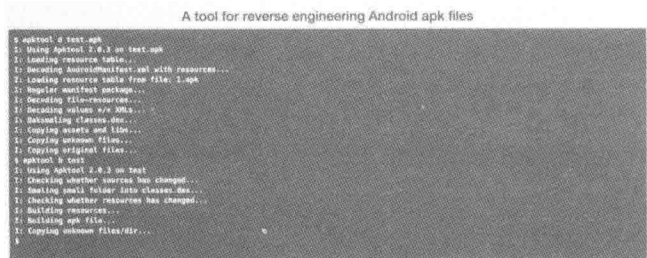 A tool for reverse engineering Android apk files
$ apktool d test.apk
I: Using Apktool 2.0.3 on test.apk
I: Loading resource table...
I: Decoding AndroidManifest.xml with resources...
I: Loading resource table from file: 1.apk
I: Regular manifest package...
I: Decoding file-resources...
I: Decoding values */* XMLs...
I: Baksmaling classes.dex...
I: Copying assets and libs...
I: Copying unknown files...
I: Copying original files...
$ apktool b test
I: Using Apktool 2.0.3 on test
I: Checking whether sources has changed...
I: Smaling smali folder into classes.dex...
I: Checking whether resources has changed...
I: Building resources...
I: Building apk file...
I: Copying unknown files/dir...
$